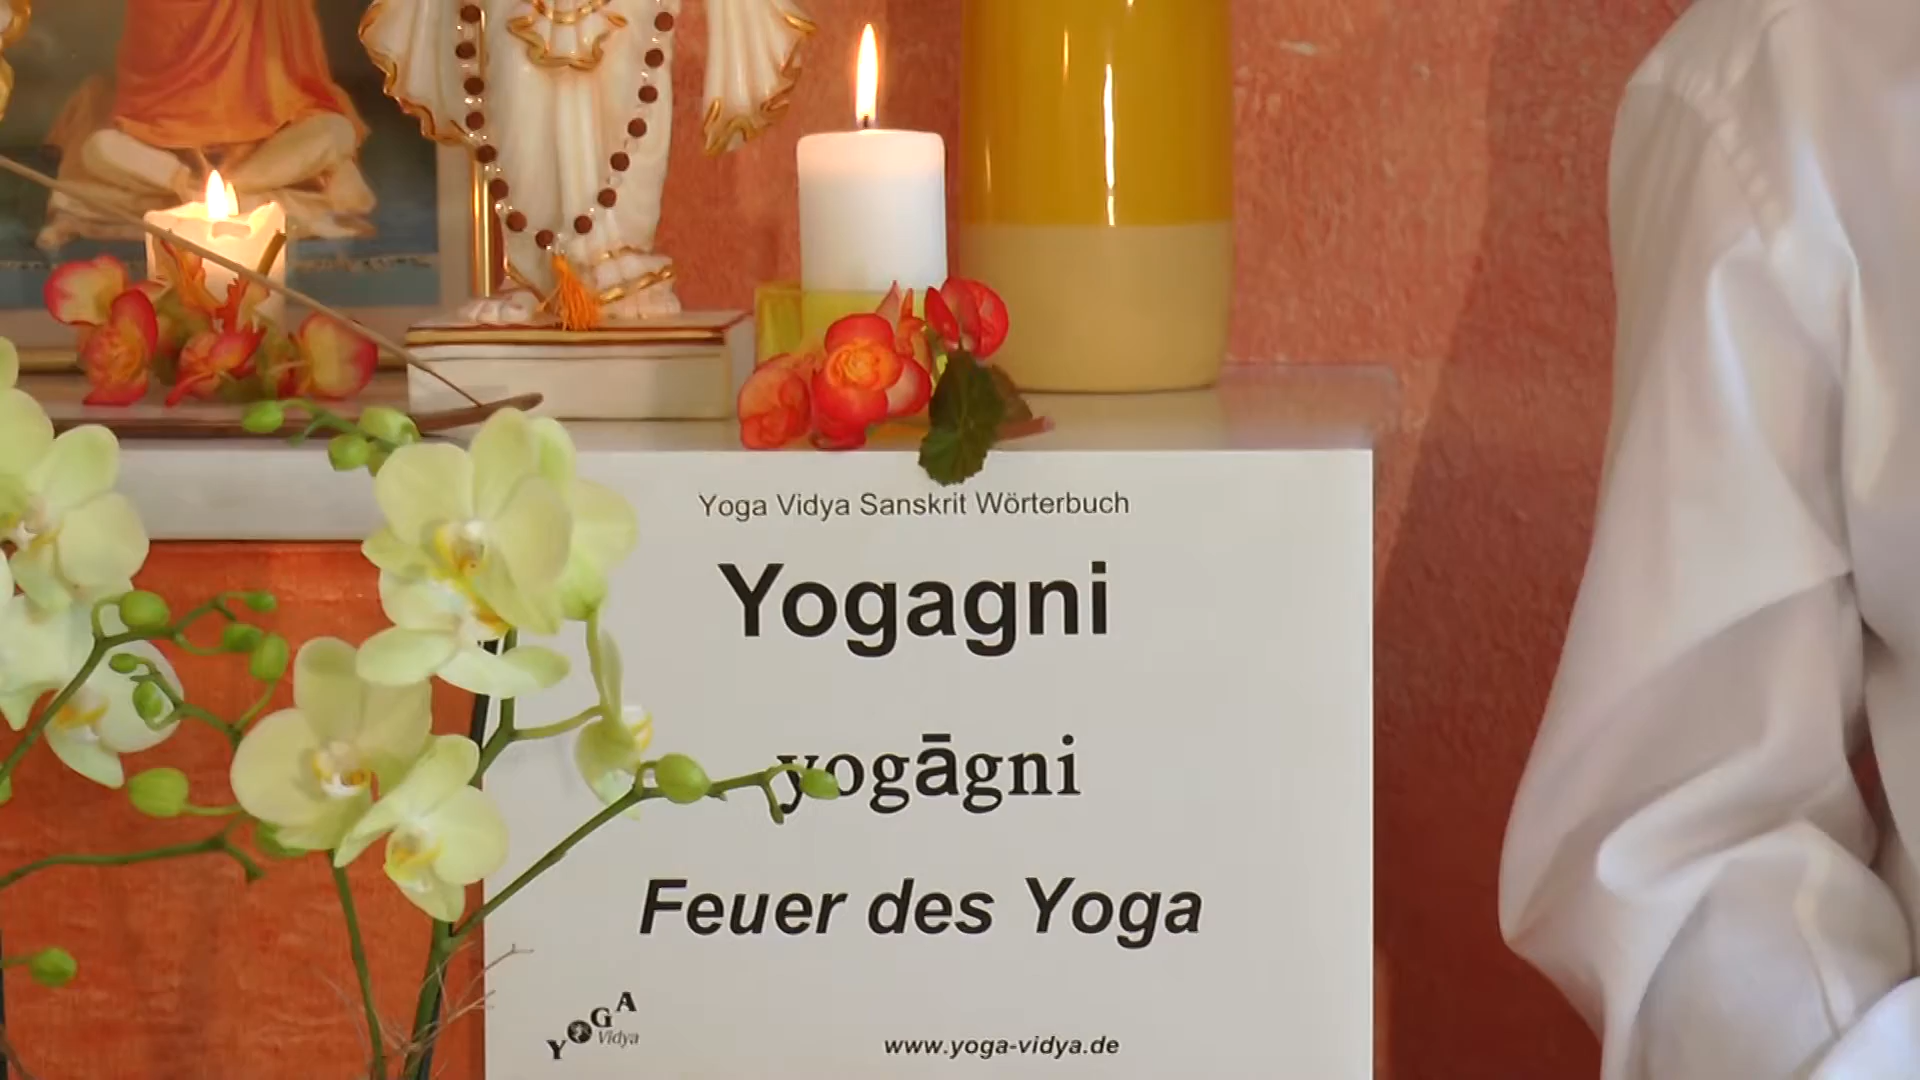 Yoga Vidya Sanskrit Wörterbuch
Yogagni
yogāgni
Feuer des Yoga
YOGA
Vidya
www.yoga-vidya.de